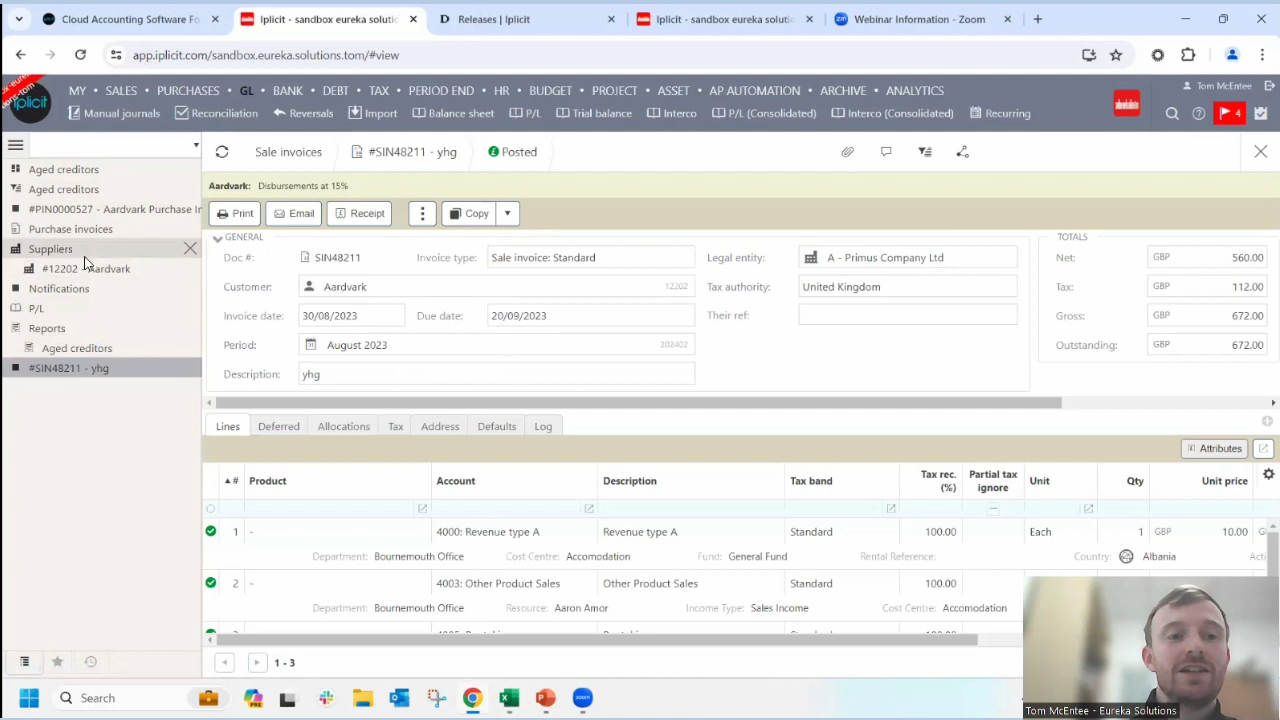 Cloud Accounting Software Fo
Iplicit - sandbox eureka solutio
Releases | Iplicit
Iplicit - sandbox eureka solutio
Webinar Information - Zoom
app.iplicit.com/sandbox.eureka.solutions.tom/#view
MY SALES PURCHASES GL BANK DEBT TAX PERIOD END HR BUDGET PROJECT ASSET AP AUTOMATION ARCHIVE ANALYTICS
Tom McEntee
iplicit
Manual journals Reconciliation Reversals Import Balance sheet P/L Trial balance Interco P/L (Consolidated) Interco (Consolidated) Recurring
4
Sale invoices #SIN48211 - yhg Posted
Aged creditors
Aged creditors
#PIN0000527 - Aardvark Purchase In
Purchase invoices
Suppliers
#12202 - Aardvark
Notifications
P/L
Reports
Aged creditors
#SIN48211 - yhg
Aardvark: Disbursements at 15%
Print Email Receipt Copy
GENERAL
Doc #: SIN48211 Invoice type: Sale invoice: Standard Legal entity: A - Primus Company Ltd
Customer: Aardvark 12202 Tax authority: United Kingdom
Invoice date: 30/08/2023 Due date: 20/09/2023 Their ref:
Period: August 2023 202402
Description: yhg
TOTALS
Net: GBP 560.00
Tax: GBP 112.00
Gross: GBP 672.00
Outstanding: GBP 672.00
Lines Deferred Allocations Tax Address Defaults Log
Attributes
# Product Account Description Tax band Tax rec. (%) Partial tax ignore Unit Qty Unit price
1 - 4000: Revenue type A Revenue type A Standard 100.00 Each 1 GBP 10.00
Department: Bournemouth Office Cost Centre: Accomodation Fund: General Fund Rental Reference: Country: Albania
2 - 4003: Other Product Sales Other Product Sales Standard 100.00
Department: Bournemouth Office Resource: Aaron Amor Income Type: Sales Income Cost Centre: Accomodation
1 - 3
Search
Tom McEntee - Eureka Solutions